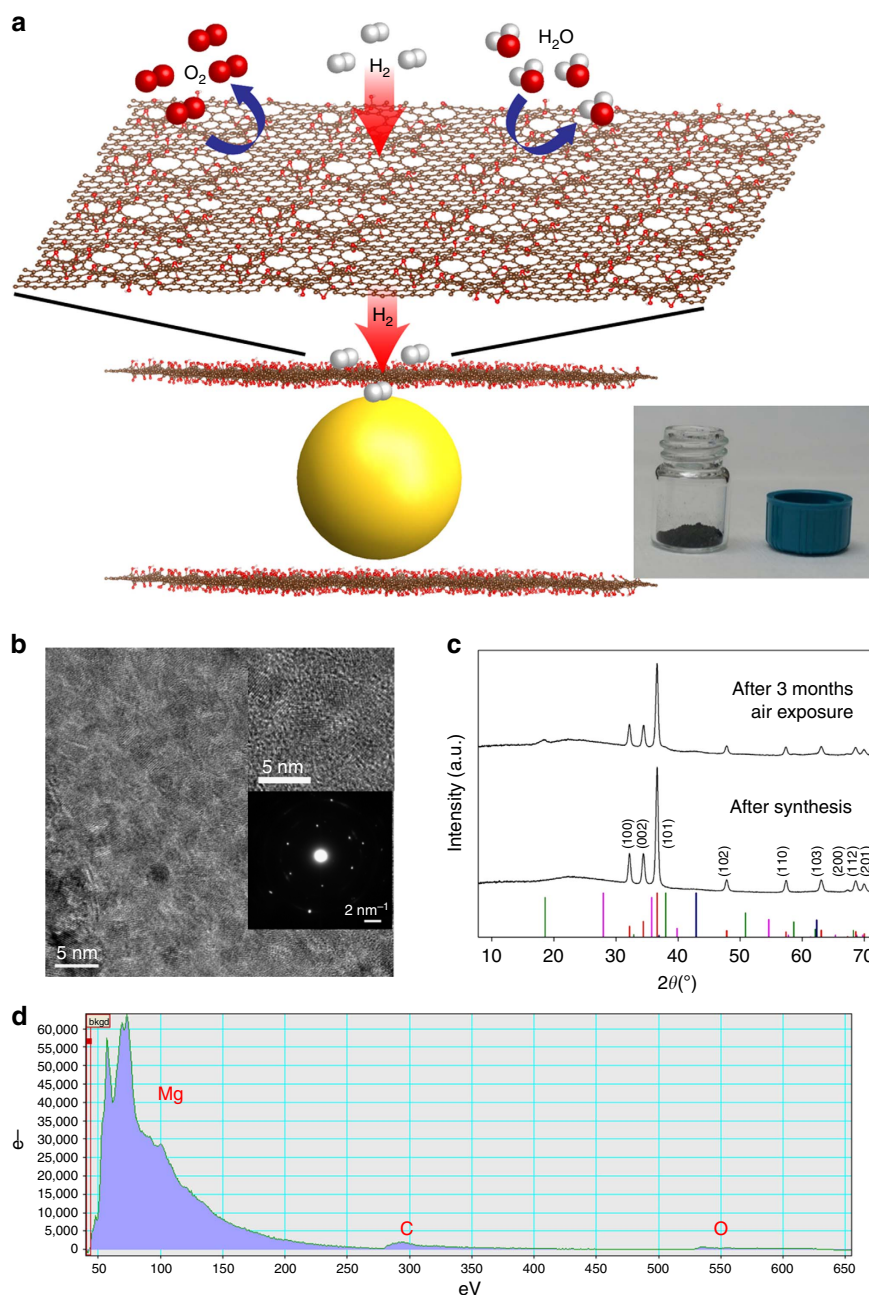 a
O₂
H₂
H₂O
H₂
b
5 nm
5 nm
2 nm⁻¹
c
After 3 months
air exposure
After synthesis
(100)
(002)
(101)
(102)
(110)
(103)
(200)
(112)
(201)
Intensity (a.u.)
10 20 30 40 50 60 70
2θ(°)
d
bkgd
60,000
55,000
50,000
45,000
40,000
35,000
30,000
25,000
20,000
15,000
10,000
5,000
0
e–
Mg
C
O
50 100 150 200 250 300 350 400 450 500 550 600 650
eV